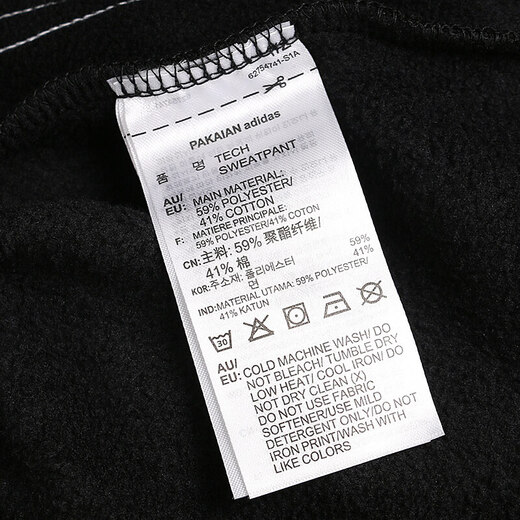 62754741-S1A
PAKAIAN adidas
품 명 TECH
SWEATPANT
AU/
EU: MAIN MATERIAL:
59% POLYESTER/
41% COTTON
F: MATIERE PRINCIPALE:
59% POLYESTER/41% COTON
CN: 主料: 59% 聚酯纤维/
41% 棉
KOR: 주소재: 폴리에스터 59%
면 41%
IND: MATERIAL UTAMA: 59% POLYESTER/
41% KATUN
30
AU/
EU: COLD MACHINE WASH/ DO
NOT BLEACH/ TUMBLE DRY
LOW HEAT/ COOL IRON/ DO
NOT DRY CLEAN (X)
DO NOT USE FABRIC
SOFTENER/USE MILD
DETERGENT ONLY/DO NOT
IRON PRINT/WASH WITH
LIKE COLORS